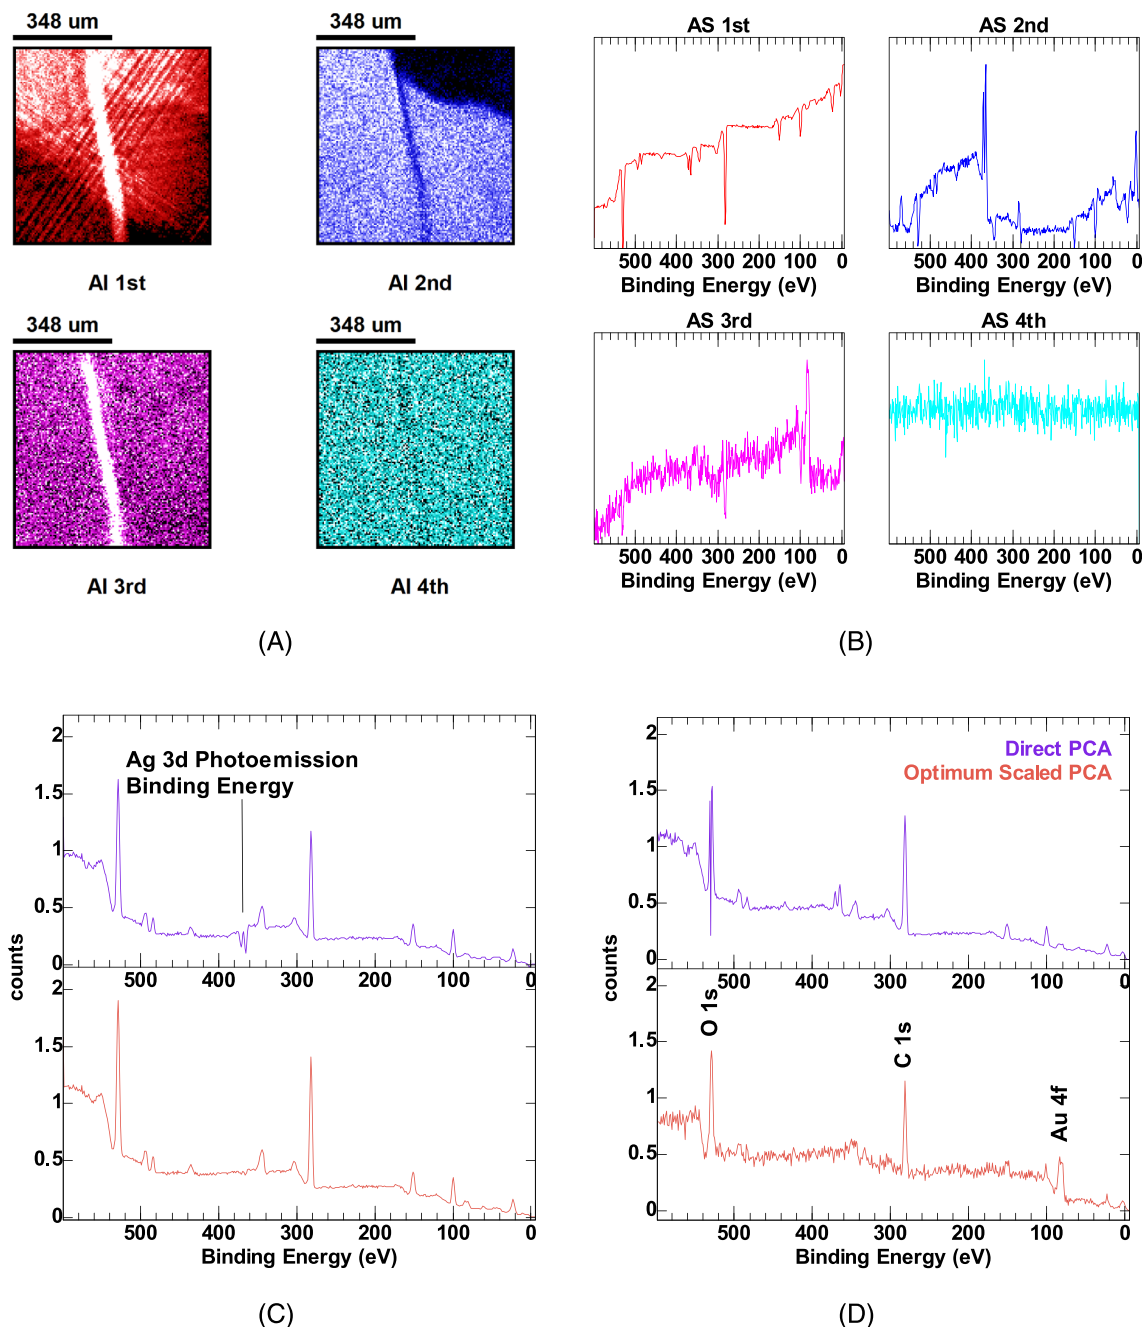 348 um
348 um
AI 1st
AI 2nd
348 um
348 um
AI 3rd
AI 4th
(A)
AS 1st
AS 2nd
500 400 300 200 100 0
500 400 300 200 100 0
Binding Energy (eV)
Binding Energy (eV)
AS 3rd
AS 4th
500 400 300 200 100 0
500 400 300 200 100 0
Binding Energy (eV)
Binding Energy (eV)
(B)
2
1.5
1
0.5
0
Ag 3d Photoemission
Binding Energy
500 400 300 200 100 0
counts
2
1.5
1
0.5
0
500 400 300 200 100 0
Binding Energy (eV)
(C)
2
1.5
1
0.5
0
Direct PCA
Optimum Scaled PCA
500 400 300 200 100 0
counts
2
1.5
1
0.5
0
O 1s
C 1s
Au 4f
500 400 300 200 100 0
Binding Energy (eV)
(D)